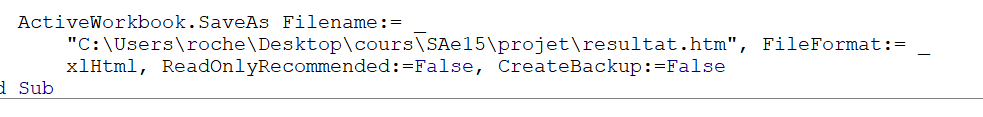 ActiveWorkbook.SaveAs Filename:= _
"C:\Users\roche\Desktop\cours\SAe15\projet\resultat.htm", FileFormat:= _
xlHtml, ReadOnlyRecommended:=False, CreateBackup:=False
d Sub